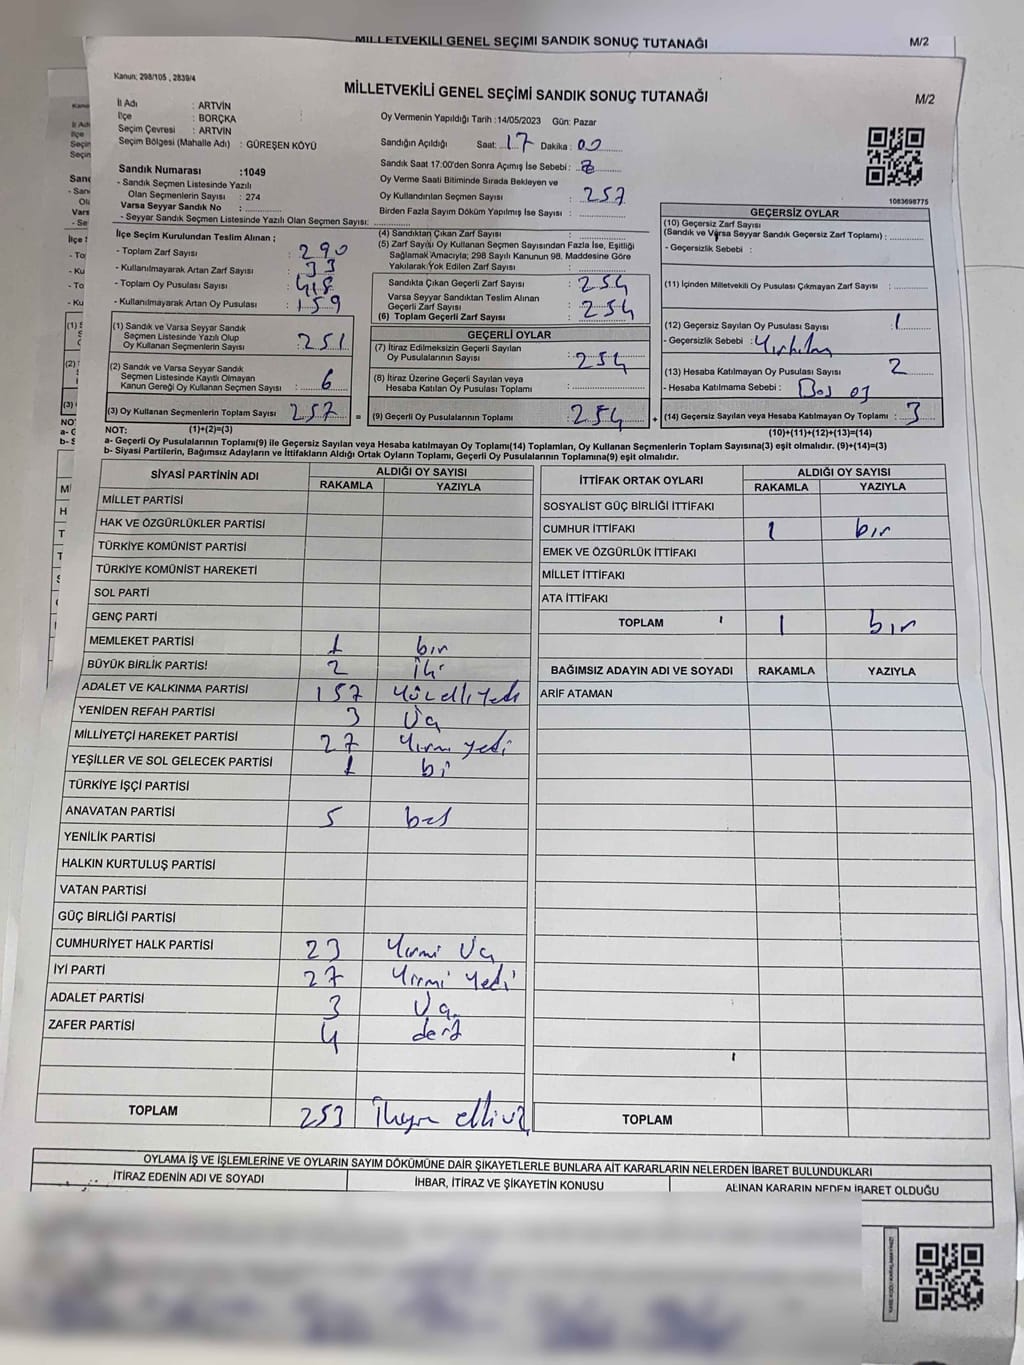 MİLLETVEKİLİ GENEL SEÇİMİ SANDIK SONUÇ TUTANAĞI
M/2
Kanun; 298/105 , 2839/4
MİLLETVEKİLİ GENEL SEÇİMİ SANDIK SONUÇ TUTANAĞI
M/2
İl Adı : ARTVİN
İlçe : BORÇKA
Seçim Çevresi : ARTVİN
Seçim Bölgesi (Mahalle Adı) : GÜREŞEN KÖYÜ
Oy Vermenin Yapıldığı Tarih :14/05/2023 Gün: Pazar
Sandığın Açıldığı Saat: 17 Dakika : 00
Sandık Saat 17:00'den Sonra Açımış İse Sebebi :
Oy Verme Saati Bitiminde Sırada Bekleyen ve
Oy Kullandırılan Seçmen Sayısı : 257
Birden Fazla Sayım Döküm Yapılmış İse Sayısı :
1083698775
Sandık Numarası :1049
- Sandık Seçmen Listesinde Yazılı
Olan Seçmenlerin Sayısı : 274
Varsa Seyyar Sandık No :
- Seyyar Sandık Seçmen Listesinde Yazılı Olan Seçmen Sayısı:
İlçe Seçim Kurulundan Teslim Alınan ;
- Toplam Zarf Sayısı : 290
- Kullanılmayarak Artan Zarf Sayısı : 33
- Toplam Oy Pusulası Sayısı : 418
- Kullanılmayarak Artan Oy Pusulası : 159
(1) Sandık ve Varsa Seyyar Sandık
Seçmen Listesinde Yazılı Olup
Oy Kullanan Seçmenlerin Sayısı : 251
(2) Sandık ve Varsa Seyyar Sandık
Seçmen Listesinde Kayıtlı Olmayan
Kanun Gereği Oy Kullanan Seçmen Sayısı : 6
(3) Oy Kullanan Seçmenlerin Toplam Sayısı 257 =
(4) Sandıktan Çıkan Zarf Sayısı :
(5) Zarf Sayısı Oy Kullanan Seçmen Sayısından Fazla İse, Eşitliği
Sağlamak Amacıyla; 298 Sayılı Kanunun 98. Maddesine Göre
Yakılarak Yok Edilen Zarf Sayısı :
Sandıkta Çıkan Geçerli Zarf Sayısı : 254
Varsa Seyyar Sandıktan Teslim Alınan
Geçerli Zarf Sayısı
(6) Toplam Geçerli Zarf Sayısı : 254
GEÇERLİ OYLAR
(7) İtiraz Edilmeksizin Geçerli Sayılan
Oy Pusulalarının Sayısı : 254
(8) İtiraz Üzerine Geçerli Sayılan veya
Hesaba Katılan Oy Pusulası Toplamı :
(9) Geçerli Oy Pusulalarının Toplamı 254 +
GEÇERSİZ OYLAR
(10) Geçersiz Zarf Sayısı
(Sandık ve Varsa Seyyar Sandık Geçersiz Zarf Toplamı) :
- Geçersizlik Sebebi :
(11) İçinden Milletvekili Oy Pusulası Çıkmayan Zarf Sayısı :
(12) Geçersiz Sayılan Oy Pusulası Sayısı : 1
- Geçersizlik Sebebi :
(13) Hesaba Katılmayan Oy Pusulası Sayısı : 2
- Hesaba Katılmama Sebebi : Bos oy
(14) Geçersiz Sayılan veya Hesaba Katılmayan Oy Toplamı : 3
NOT: (1)+(2)=(3)
(10)+(11)+(12)+(13)=(14)
a- Geçerli Oy Pusulalarının Toplamı(9) ile Geçersiz Sayılan veya Hesaba katılmayan Oy Toplamı(14) Toplamları, Oy Kullanan Seçmenlerin Toplam Sayısına(3) eşit olmalıdır. (9)+(14)=(3)
b- Siyasi Partilerin, Bağımsız Adayların ve İttifakların Aldığı Ortak Oyların Toplamı, Geçerli Oy Pusulalarının Toplamına(9) eşit olmalıdır.
SİYASİ PARTİNİN ADI ALDIĞI OY SAYISI
RAKAMLA YAZIYLA
MİLLET PARTİSİ
HAK VE ÖZGÜRLÜKLER PARTİSİ
TÜRKİYE KOMÜNİST PARTİSİ
TÜRKİYE KOMÜNİST HAREKETİ
SOL PARTİ
GENÇ PARTİ
MEMLEKET PARTİSİ 1 bir
BÜYÜK BİRLİK PARTİSİ 2 iki
ADALET VE KALKINMA PARTİSİ 157 Yüz elli yedi
YENİDEN REFAH PARTİSİ 3 Üç
MİLLİYETÇİ HAREKET PARTİSİ 27 Yirmi yedi
YEŞİLLER VE SOL GELECEK PARTİSİ 1 bi
TÜRKİYE İŞÇİ PARTİSİ
ANAVATAN PARTİSİ 5 bes
YENİLİK PARTİSİ
HALKIN KURTULUŞ PARTİSİ
VATAN PARTİSİ
GÜÇ BİRLİĞİ PARTİSİ
CUMHURİYET HALK PARTİSİ 23 Yirmi Üç
İYİ PARTİ 27 Yirmi Yedi
ADALET PARTİSİ 3 Üç
ZAFER PARTİSİ 4 dert
TOPLAM 253
İTTİFAK ORTAK OYLARI ALDIĞI OY SAYISI
RAKAMLA YAZIYLA
SOSYALİST GÜÇ BİRLİĞİ İTTİFAKI
CUMHUR İTTİFAKI 1 bir
EMEK VE ÖZGÜRLÜK İTTİFAKI
MİLLET İTTİFAKI
ATA İTTİFAKI
TOPLAM 1 bir
BAĞIMSIZ ADAYIN ADI VE SOYADI RAKAMLA YAZIYLA
ARİF ATAMAN
TOPLAM
OYLAMA İŞ VE İŞLEMLERİNE VE OYLARIN SAYIM DÖKÜMÜNE DAİR ŞİKAYETLERLE BUNLARA AİT KARARLARIN NELERDEN İBARET BULUNDUKLARI
İTİRAZ EDENİN ADI VE SOYADI İHBAR, İTİRAZ VE ŞİKAYETİN KONUSU ALINAN KARARIN NEDEN İBARET OLDUĞU